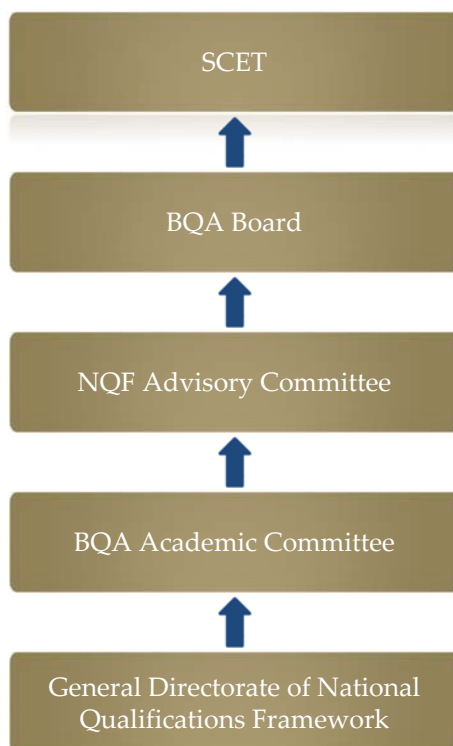 SCET
BQA Board
NQF Advisory Committee
BQA Academic Committee
General Directorate of National
Qualifications Framework